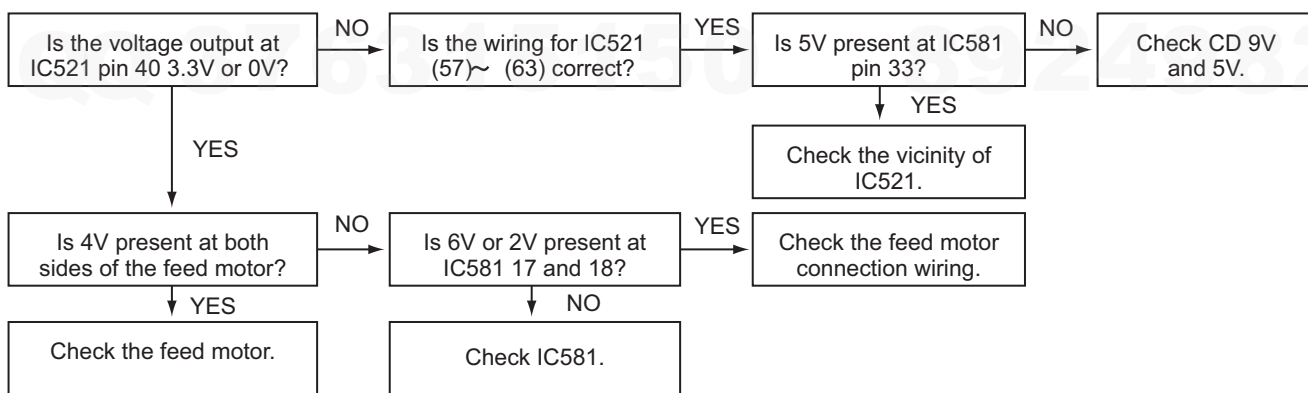 Is the voltage output at
IC521 pin 40 3.3V or 0V?
NO
Is the wiring for IC521
(57)~ (63) correct?
YES
Is 5V present at IC581
pin 33?
NO
Check CD 9V
and 5V.
YES
YES
Check the vicinity of
IC521.
Is 4V present at both
sides of the feed motor?
NO
Is 6V or 2V present at
IC581 17 and 18?
YES
Check the feed motor
connection wiring.
YES
NO
Check the feed motor.
Check IC581.